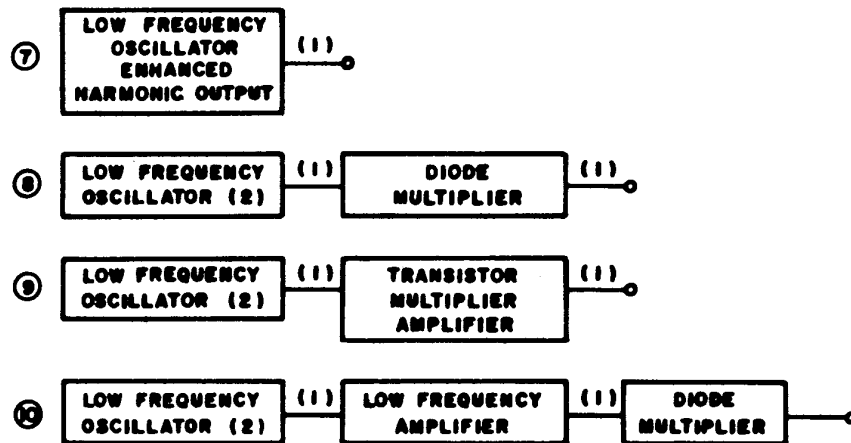 ⑦
LOW FREQUENCY
OSCILLATOR
ENHANCED
HARMONIC OUTPUT
(1)
⑧
LOW FREQUENCY
OSCILLATOR (2)
(1)
DIODE
MULTIPLIER
(1)
⑨
LOW FREQUENCY
OSCILLATOR (2)
(1)
TRANSISTOR
MULTIPLIER
AMPLIFIER
(1)
⑩
LOW FREQUENCY
OSCILLATOR (2)
(1)
LOW FREQUENCY
AMPLIFIER
(1)
DIODE
MULTIPLIER